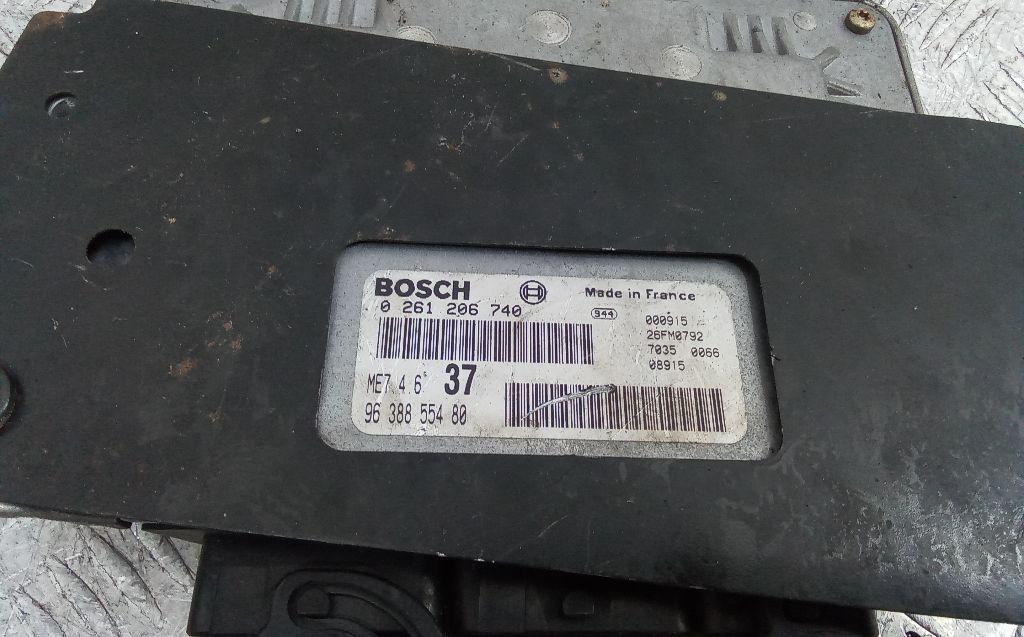 BOSCH Made in France
0 261 206 740 944 000915
26FM0792
7035 0066
08915
ME7.4.6 37
96 388 554 80